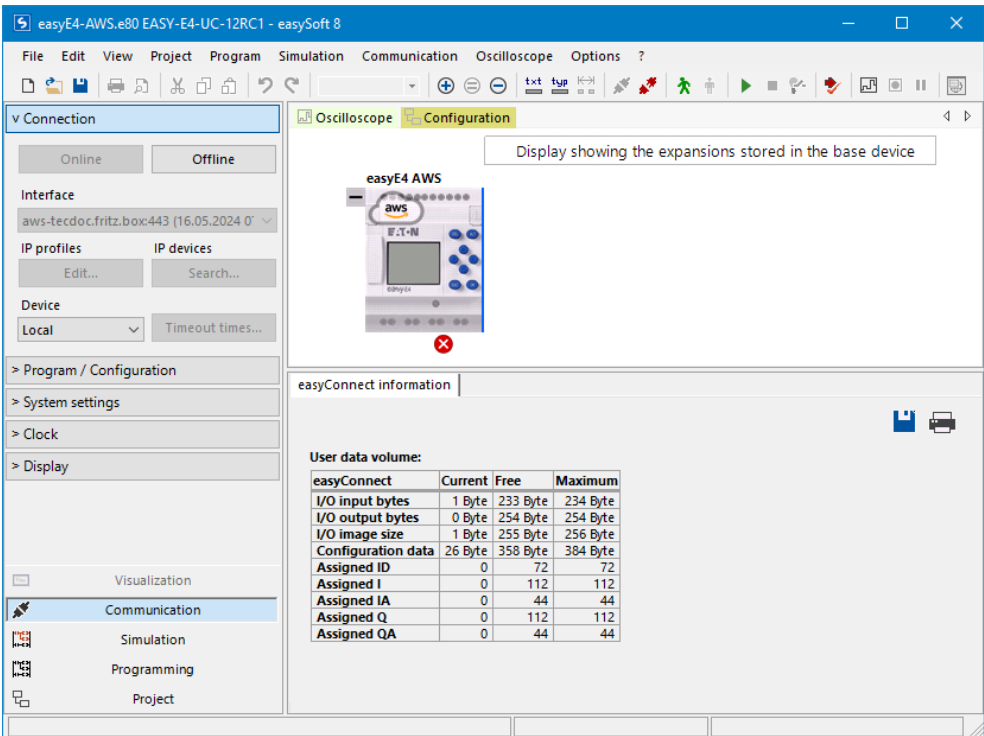 easyE4-AWS.e80 EASY-E4-UC-12RC1 - easySoft 8
File Edit View Project Program Simulation Communication Oscilloscope Options ?
txt typ
v Connection
Online Offline
Interface
aws-tecdoc.fritz.box:443 (16.05.2024
IP profiles IP devices
Edit... Search...
Device
Local Timeout times...
> Program / Configuration
> System settings
> Clock
> Display
Visualization
Communication
Simulation
Programming
Project
Oscilloscope Configuration
Display showing the expansions stored in the base device
easyE4 AWS
aws
E·T·N
easyConnect information
User data volume:
easyConnect Current Free Maximum
I/O input bytes 1 Byte 233 Byte 234 Byte
I/O output bytes 0 Byte 254 Byte 254 Byte
I/O image size 1 Byte 255 Byte 256 Byte
Configuration data 26 Byte 358 Byte 384 Byte
Assigned ID 0 72 72
Assigned I 0 112 112
Assigned IA 0 44 44
Assigned Q 0 112 112
Assigned QA 0 44 44